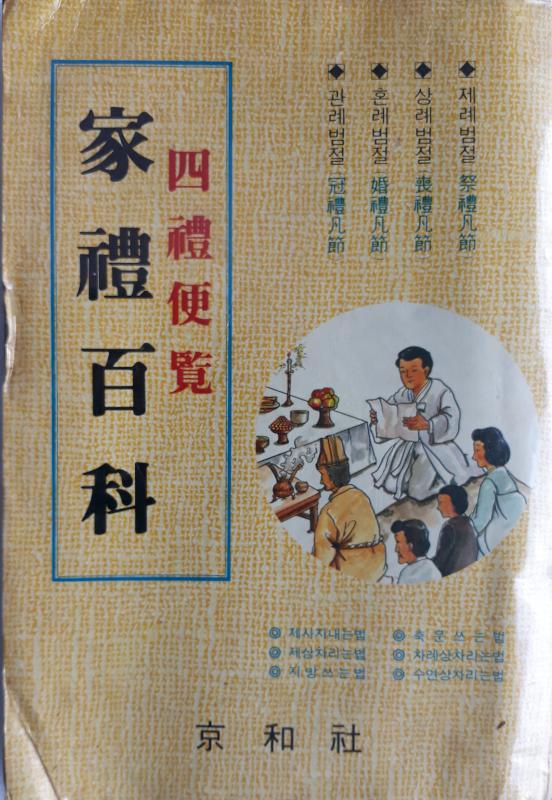 ◆ 제례범절 祭禮凡節
◆ 상례범절 喪禮凡節
◆ 혼례범절 婚禮凡節
◆ 관례범절 冠禮凡節
四禮便覧
家禮百科
◎ 제사지내는법
◎ 제상차리는법
◎ 지방쓰는법
◎ 축문쓰는법
◎ 차례상차리는법
◎ 수연상차리는법
京和社